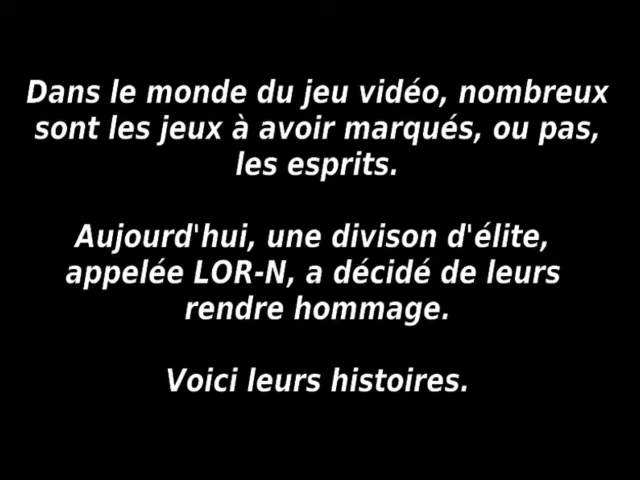 Dans le monde du jeu vidéo, nombreux
sont les jeux à avoir marqués, ou pas,
les esprits.
Aujourd'hui, une divison d'élite,
appelée LOR-N, a décidé de leurs
rendre hommage.
Voici leurs histoires.